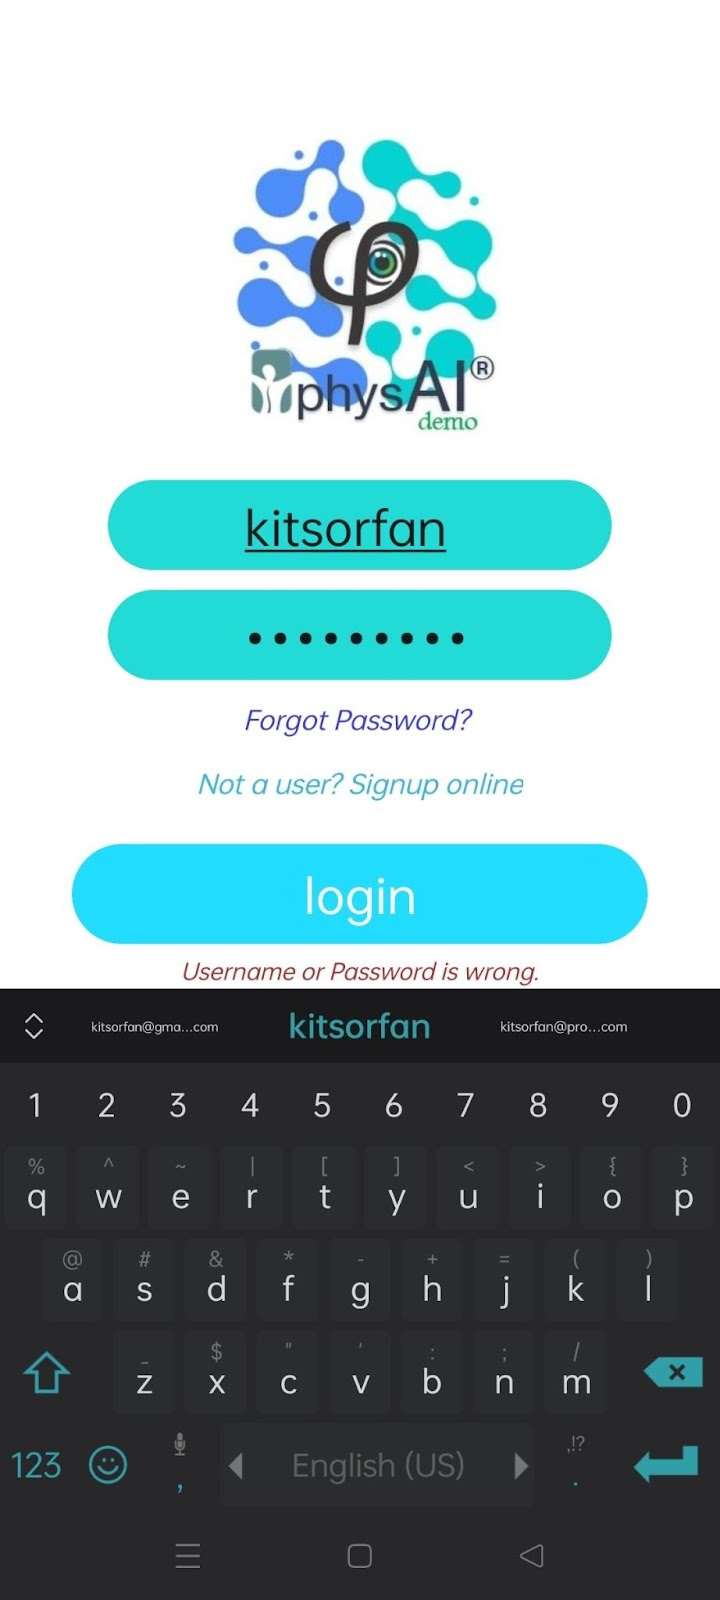 physAI®
demo
kitsorfan
•••••••••
Forgot Password?
Not a user? Signup online
login
Username or Password is wrong.
kitsorfan@gma...com kitsorfan kitsorfan@pro...com
1 2 3 4 5 6 7 8 9 0
% ^ ~ | [ ] < > { }
q w e r t y u i o p
@ # & * - + = ( )
a s d f g h j k l
_ $ " ' : ; /
z x c v b n m
123 , English (US) ,!? .